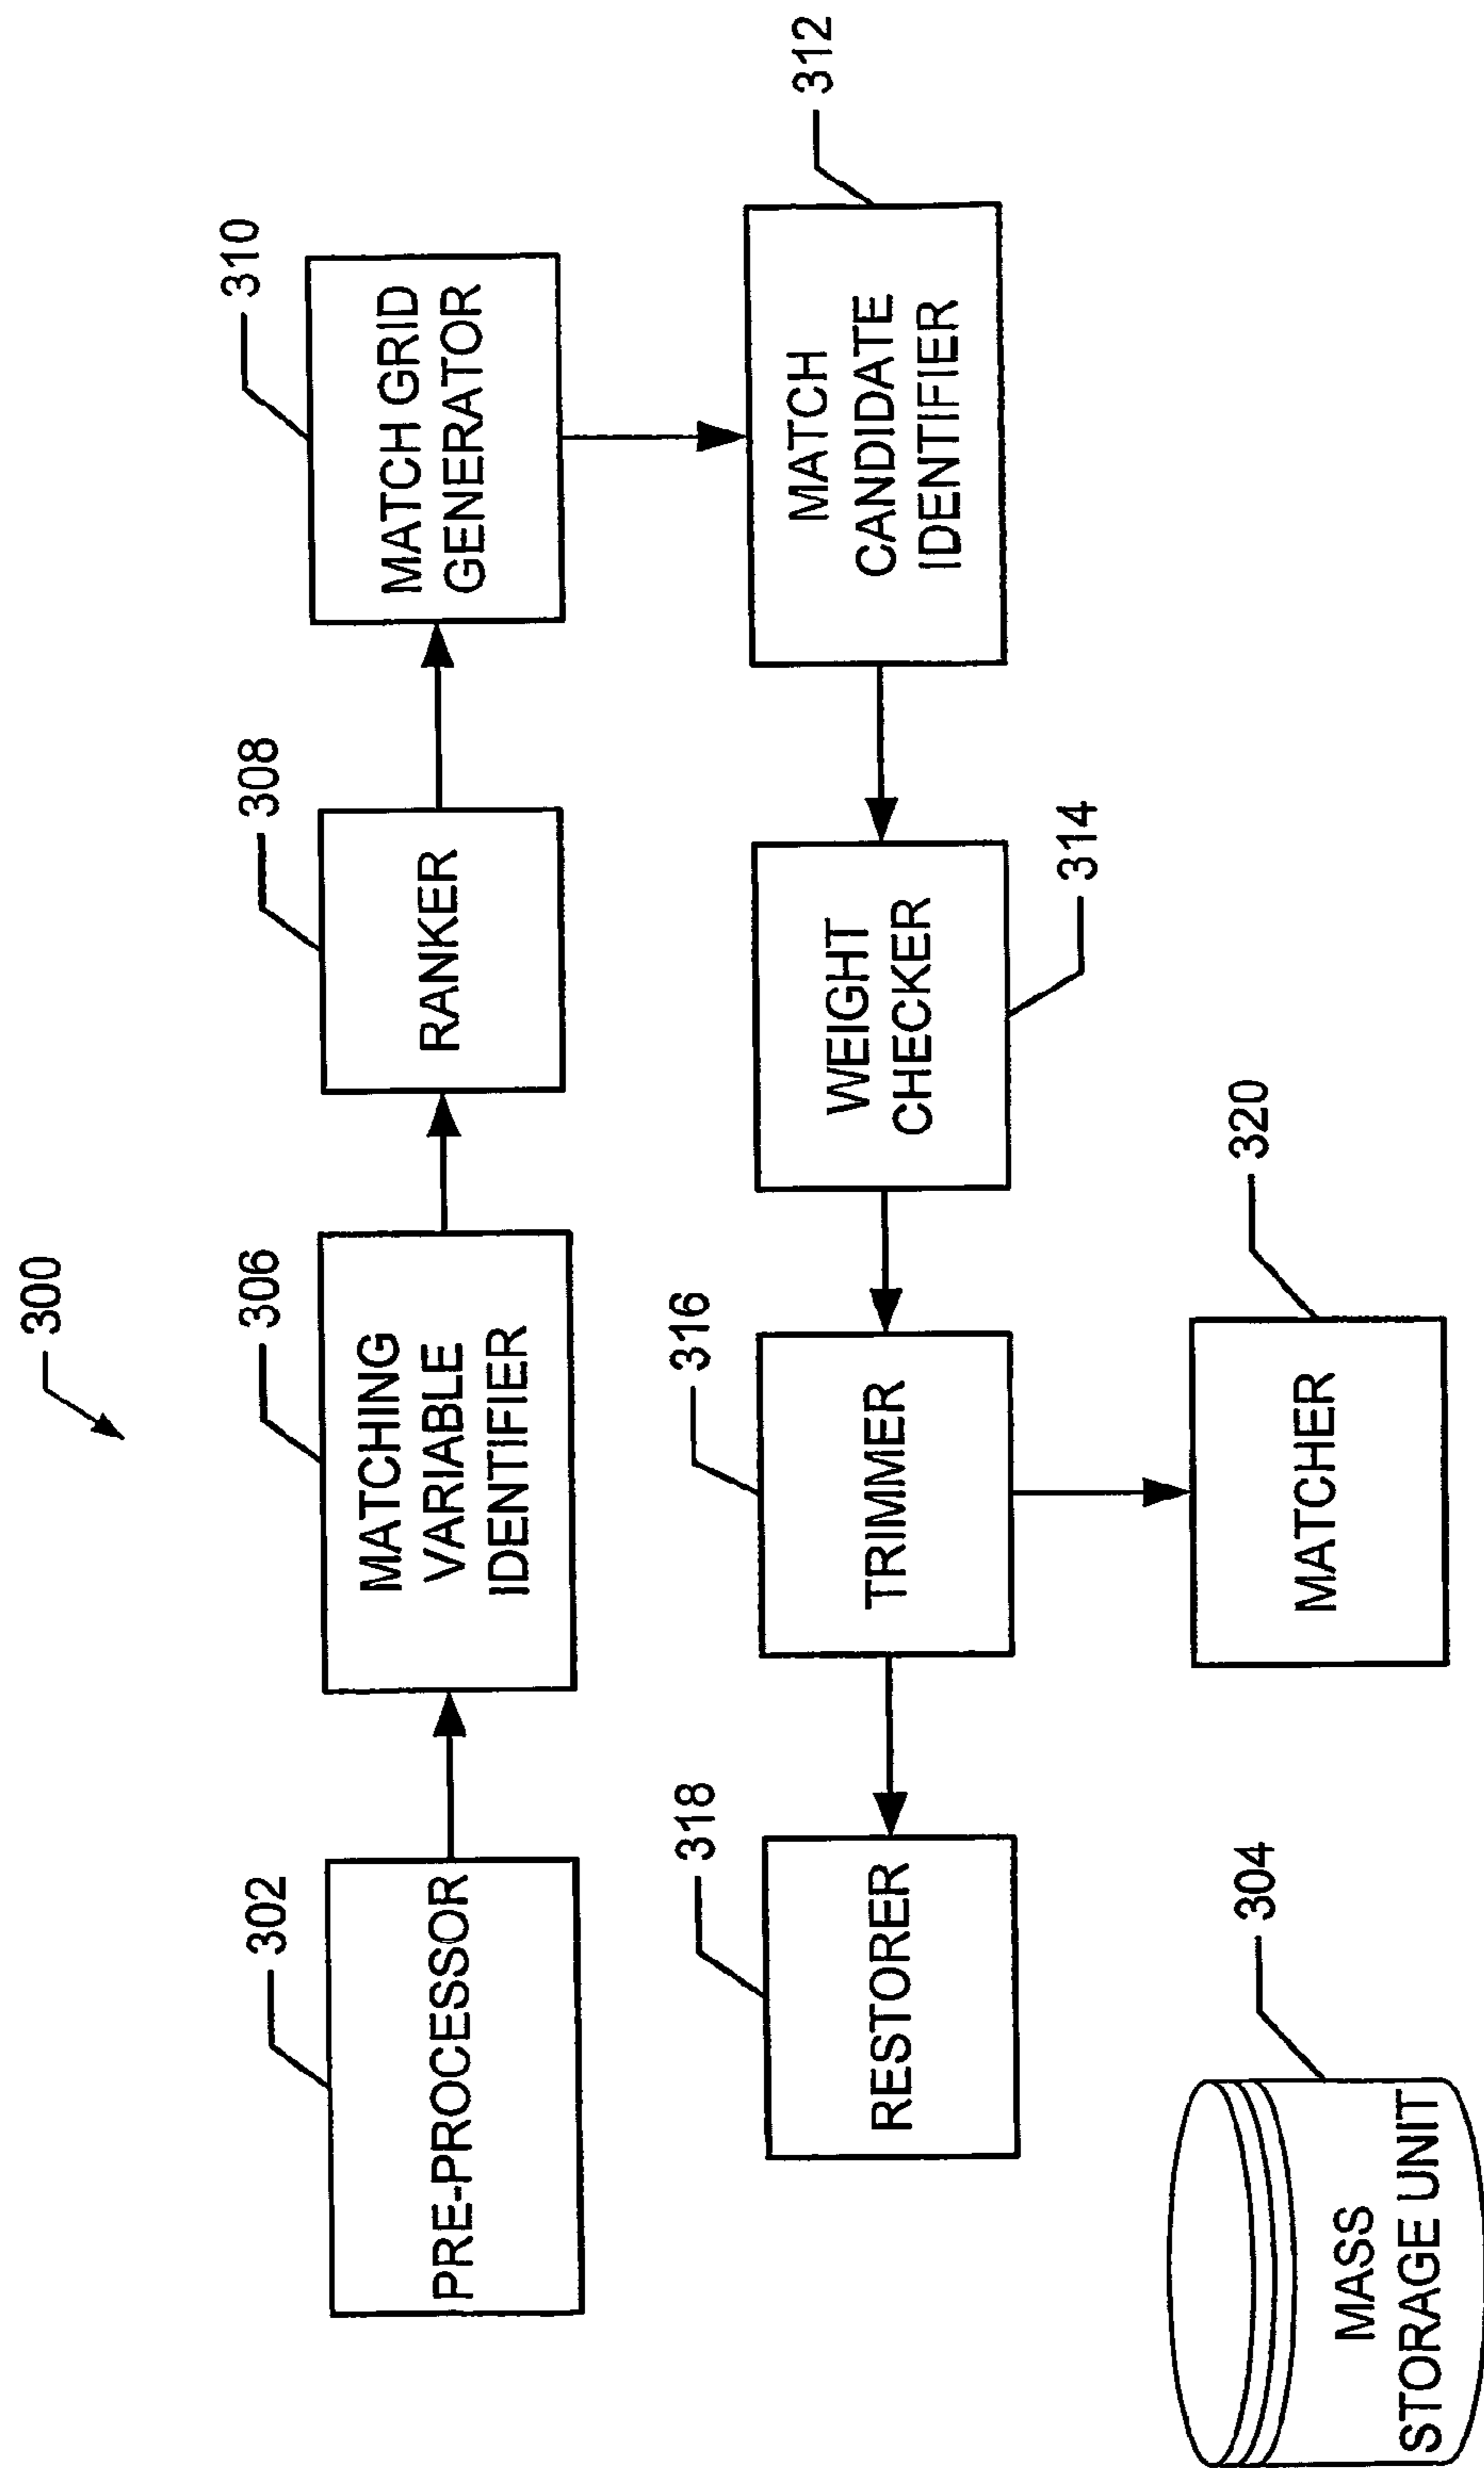 300
302
PRE-PROCESSOR
306
MATCHING
VARIABLE
IDENTIFIER
308
RANKER
310
MATCH GRID
GENERATOR
318
RESTORER
316
TRIMMER
WEIGHT
CHECKER
314
MATCH
CANDIDATE
IDENTIFIER
312
304
MASS
STORAGE UNIT
MATCHER
320